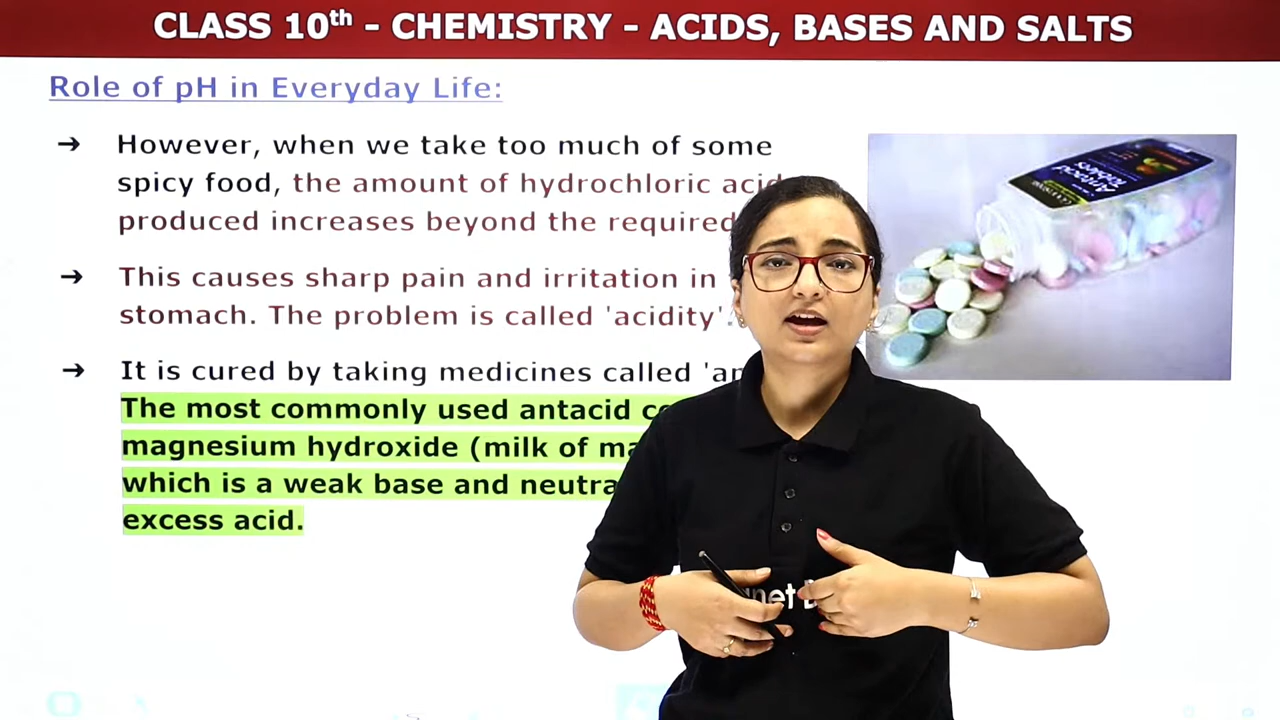 CLASS 10th - CHEMISTRY - ACIDS, BASES AND SALTS
Role of pH in Everyday Life:
➔ However, when we take too much of some
spicy food, the amount of hydrochloric acid
produced increases beyond the required
➔ This causes sharp pain and irritation in
stomach. The problem is called 'acidity'.
➔ It is cured by taking medicines called
The most commonly used antacid
magnesium hydroxide (milk of
which is a weak base and
excess acid.
Antacid
Tablets